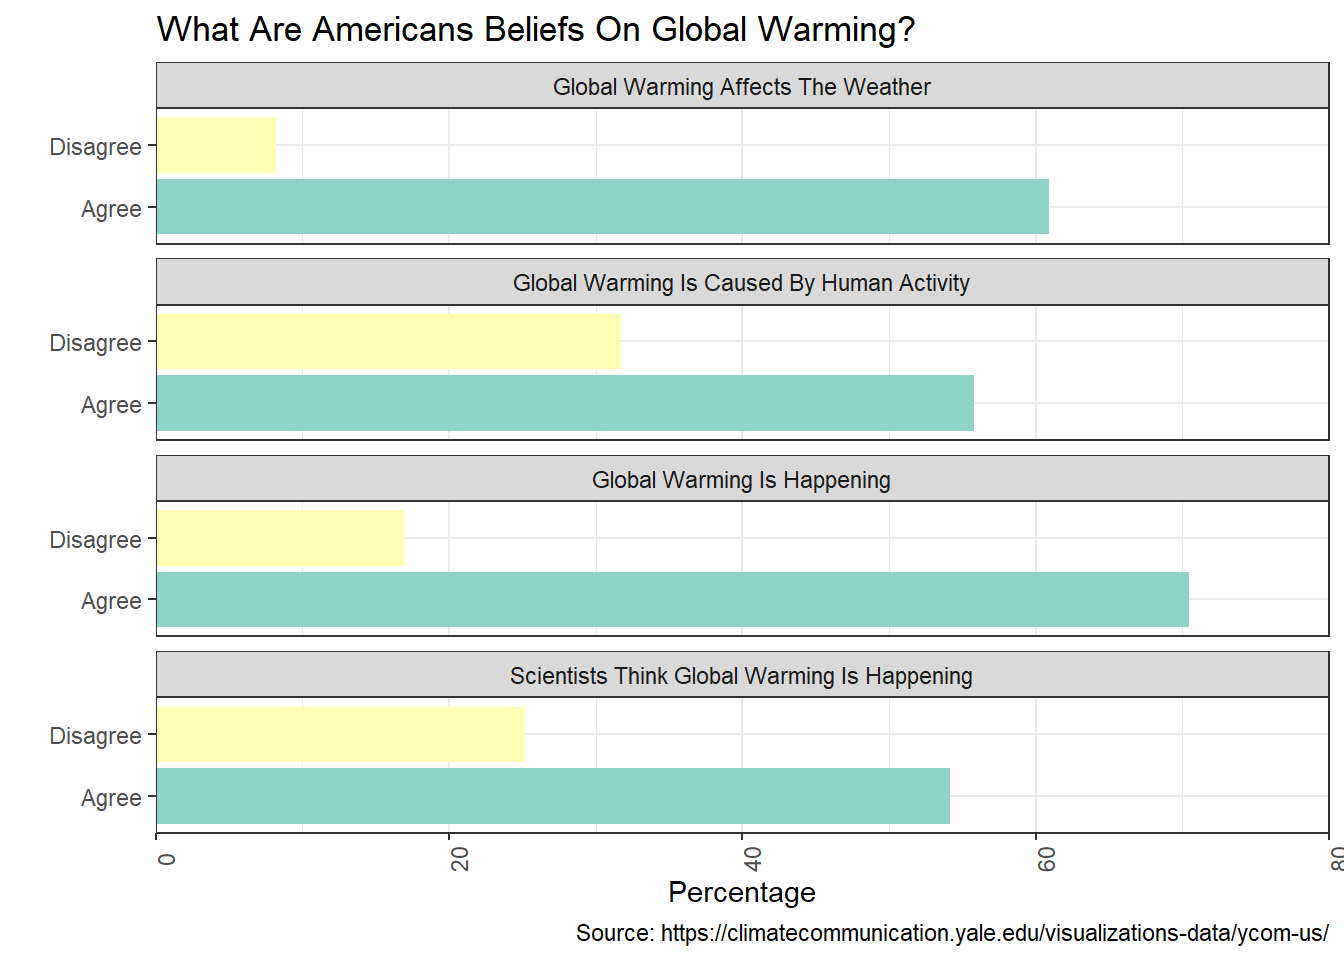 What Are Americans Beliefs On Global Warming?
Global Warming Affects The Weather
Disagree
Agree
Global Warming Is Caused By Human Activity
Disagree
Agree
Global Warming Is Happening
Disagree
Agree
Scientists Think Global Warming Is Happening
Disagree
Agree
0 20 40 60 80
Percentage
Source: https://climatecommunication.yale.edu/visualizations-data/ycom-us/